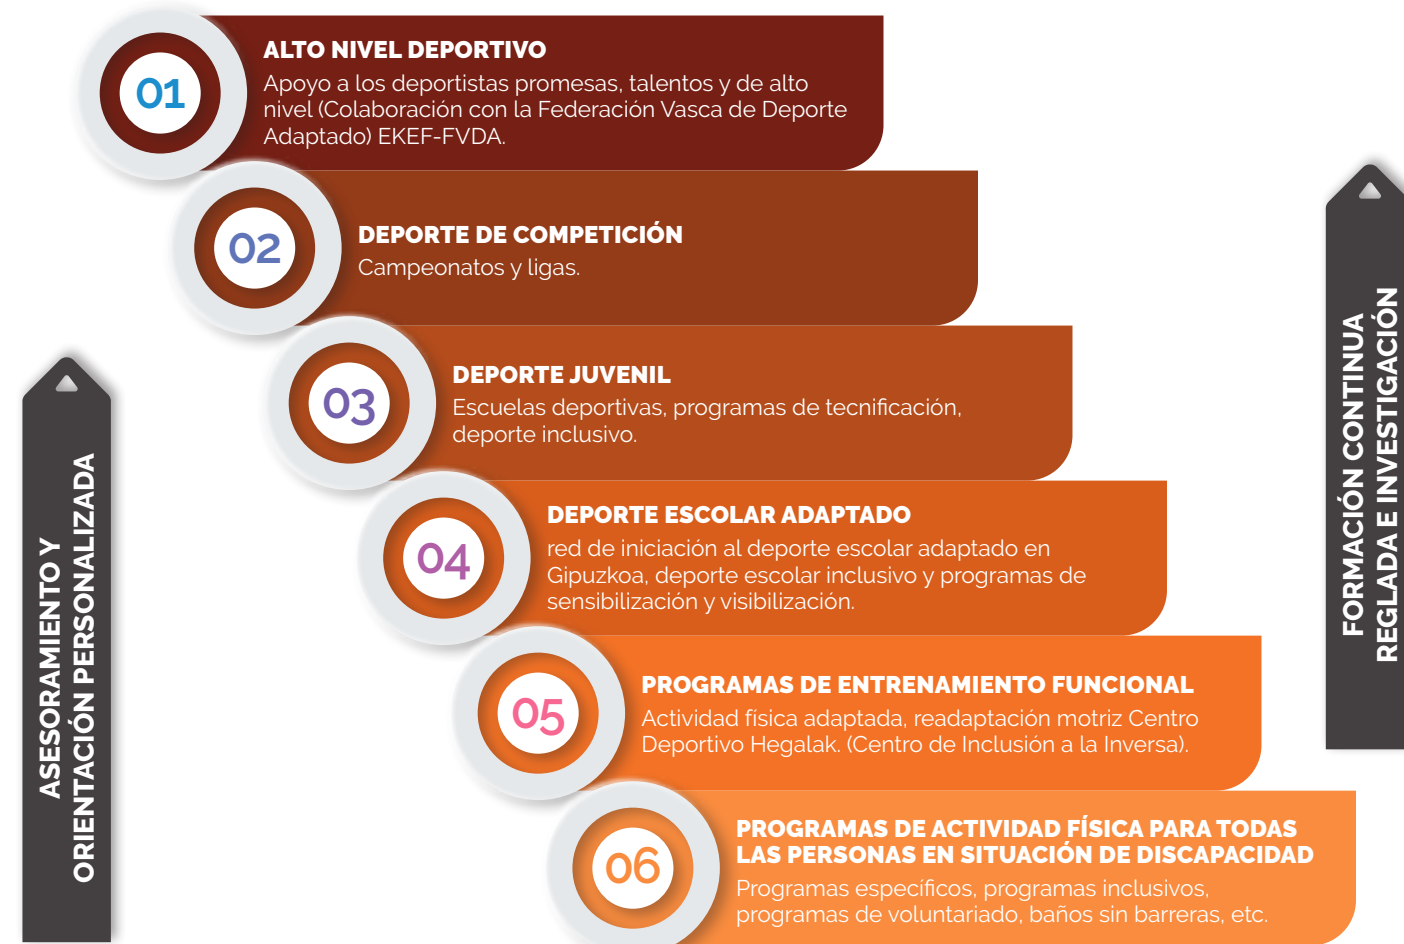 01
ALTO NIVEL DEPORTIVO
Apoyo a los deportistas promesas, talentos y de alto
nivel (Colaboración con la Federación Vasca de Deporte
Adaptado) EKEF-FVDA.
02
DEPORTE DE COMPETICIÓN
Campeonatos y ligas.
03
DEPORTE JUVENIL
Escuelas deportivas, programas de tecnificación,
deporte inclusivo.
04
DEPORTE ESCOLAR ADAPTADO
red de iniciación al deporte escolar adaptado en
Gipuzkoa, deporte escolar inclusivo y programas de
sensibilización y visibilización.
05
PROGRAMAS DE ENTRENAMIENTO FUNCIONAL
Actividad física adaptada, readaptación motriz Centro
Deportivo Hegalak. (Centro de Inclusión a la Inversa).
06
PROGRAMAS DE ACTIVIDAD FÍSICA PARA TODAS
LAS PERSONAS EN SITUACIÓN DE DISCAPACIDAD
Programas específicos, programas inclusivos,
programas de voluntariado, baños sin barreras, etc.
ASESORAMIENTO Y
ORIENTACIÓN PERSONALIZADA
FORMACIÓN CONTINUA
REGLADA E INVESTIGACIÓN